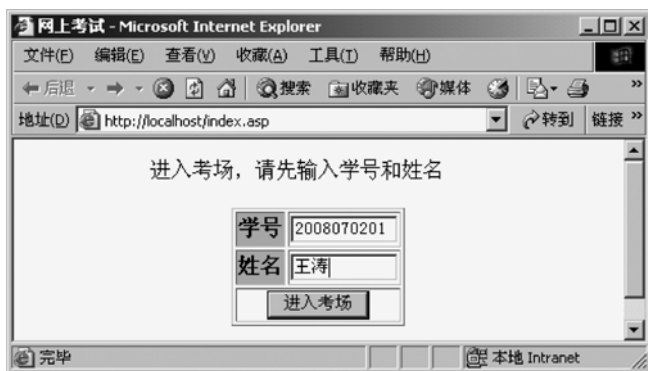 网上考试 - Microsoft Internet Explorer
文件(F) 编辑(E) 查看(V) 收藏(A) 工具(T) 帮助(H)
后退 搜索 收藏夹 媒体 »
地址(D) http://localhost/index.asp 转到 链接 »
进入考场，请先输入学号和姓名
学号 2008070201
姓名 王涛
进入考场
完毕 本地 Intranet